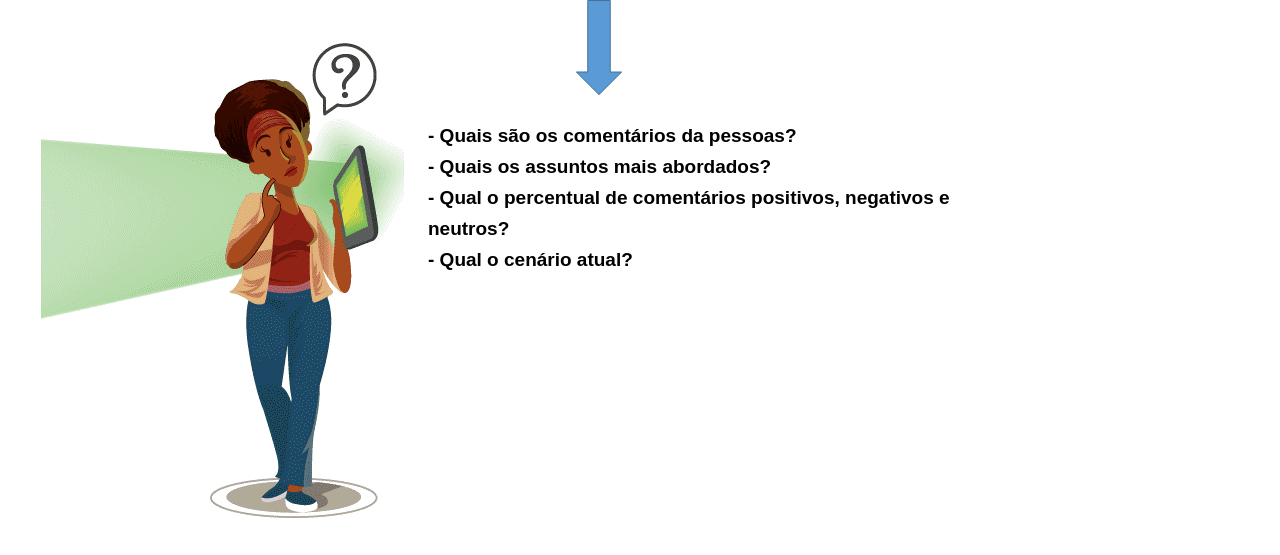 ?
- Quais são os comentários da pessoas?
- Quais os assuntos mais abordados?
- Qual o percentual de comentários positivos, negativos e
neutros?
- Qual o cenário atual?